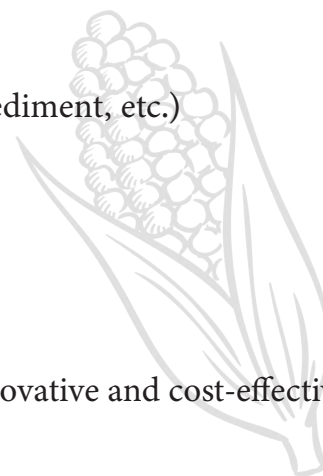 ediment, etc.)
ovative and cost-effectiv